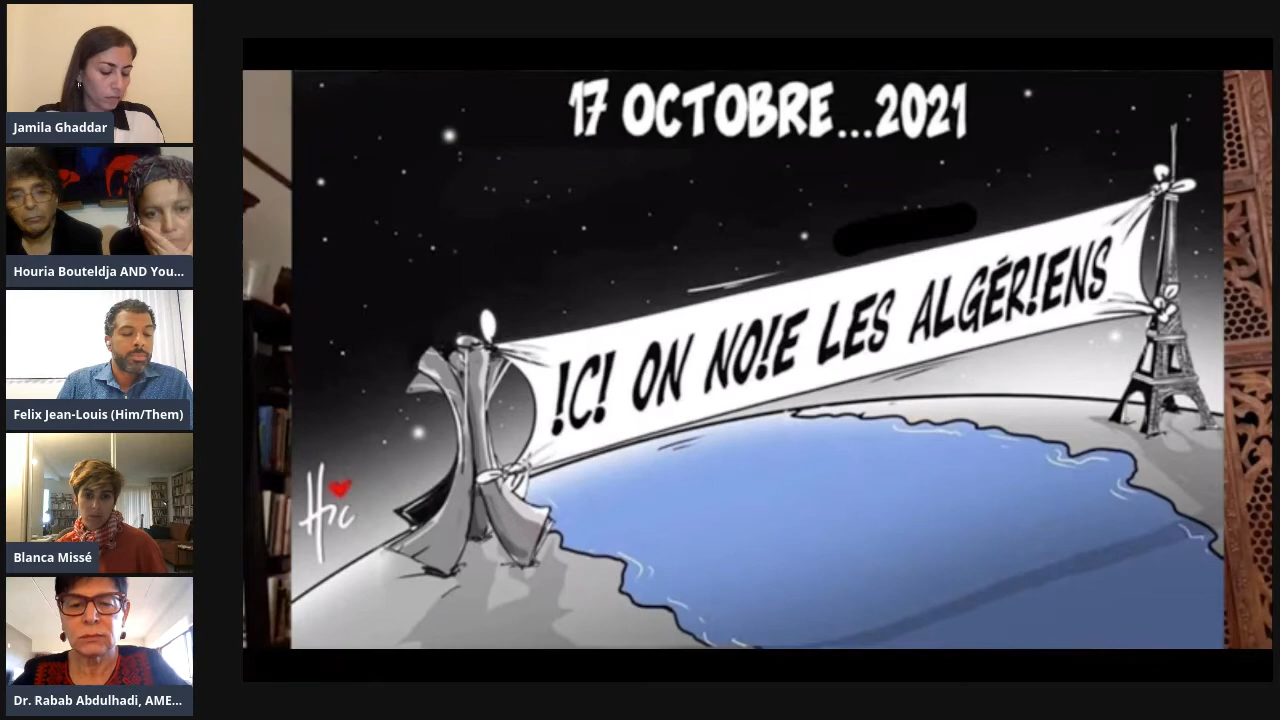 Jamila Ghaddar
Houria Bouteldja AND You...
Felix Jean-Louis (Him/Them)
Blanca Missé
Dr. Rabab Abdulhadi, AME...
17 OCTOBRE...2021
!C! ON NO!E LES ALGÉR!ENS
Hic